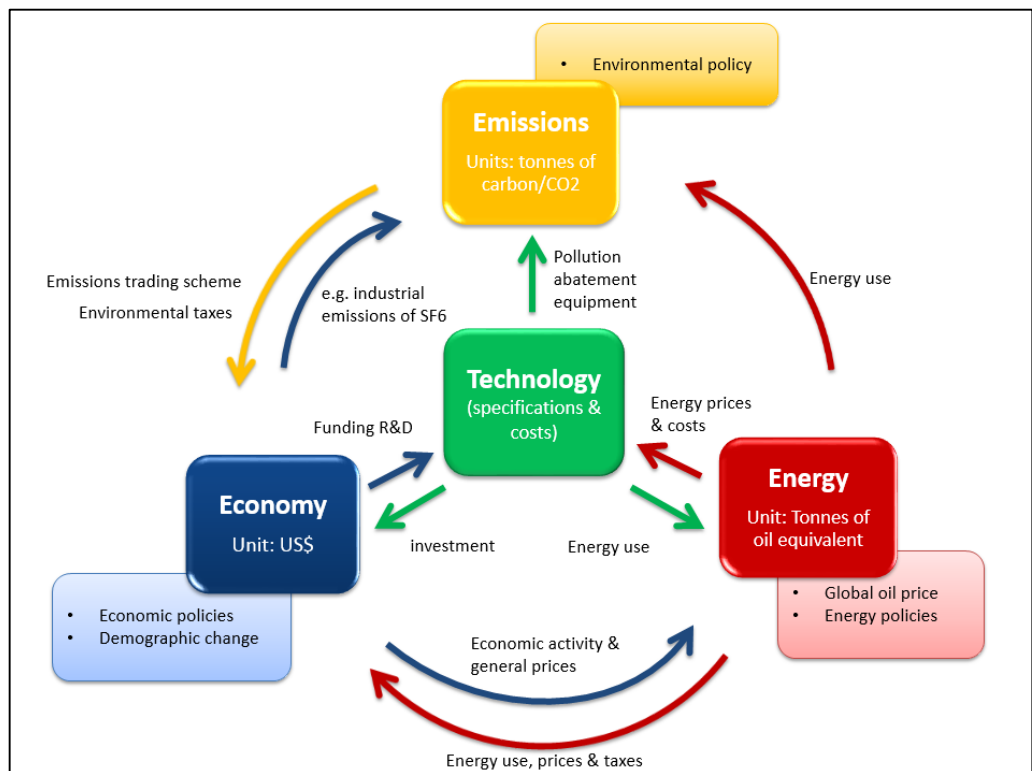 • Environmental policy
Emissions
Units: tonnes of
carbon/CO2
Emissions trading scheme
Environmental taxes
e.g. industrial
emissions of SF6
Pollution
abatement
equipment
Energy use
Technology
(specifications &
costs)
Funding R&D
Energy prices
& costs
Economy
Unit: US$
investment
Energy use
Energy
Unit: Tonnes of
oil equivalent
• Economic policies
• Demographic change
• Global oil price
• Energy policies
Economic activity &
general prices
Energy use, prices & taxes